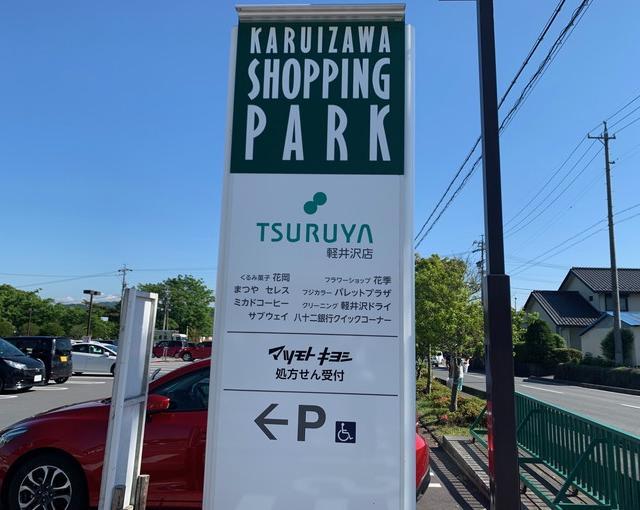 KARUIZAWA
SHOPPING
PARK
TSURUYA
軽井沢店
くるみ菓子 花岡 フラワーショップ 花季
まつや セレス フジカラー パレットプラザ
ミカドコーヒー クリーニング 軽井沢ドライ
サブウェイ 八十二銀行クイックコーナー
マツモトキヨシ
処方せん受付
←P